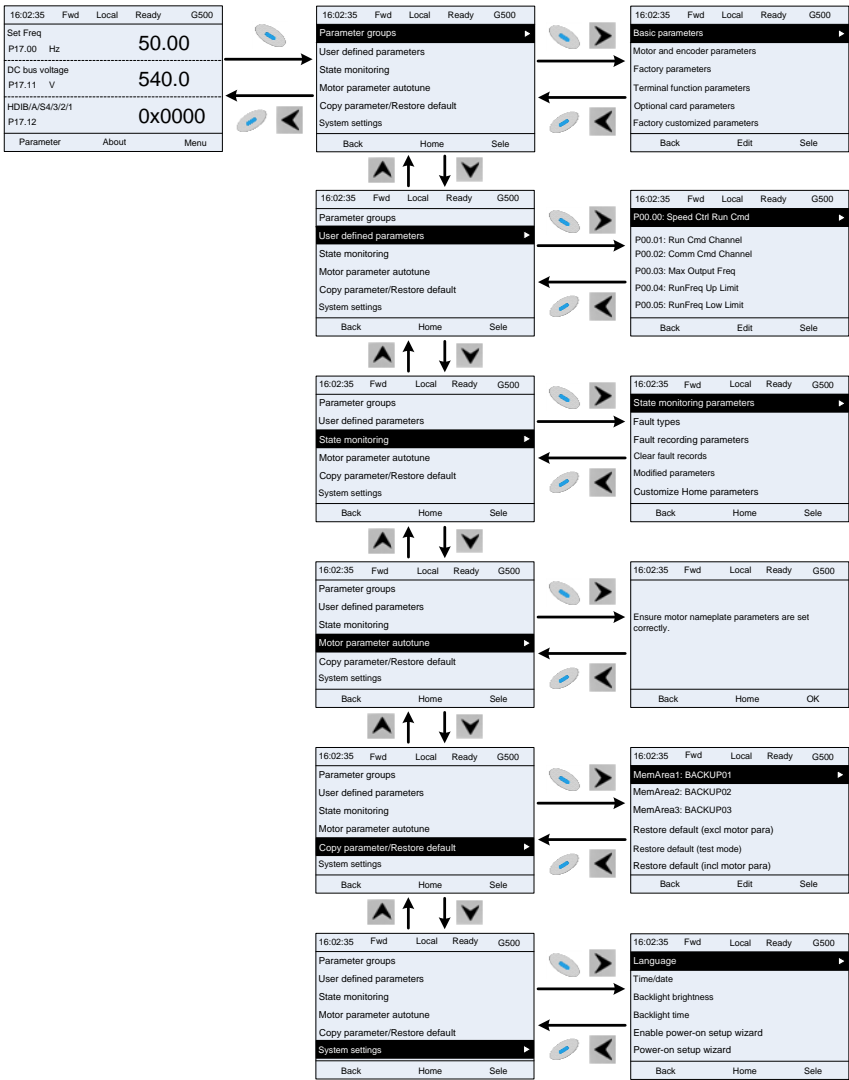 16:02:35 Fwd Local Ready G500
Set Freq
P17.00 Hz 50.00
DC bus voltage
P17.11 V 540.0
HDIB/A/S4/3/2/1
P17.12 0x0000
Parameter About Menu
16:02:35 Fwd Local Ready G500
Parameter groups
User defined parameters
State monitoring
Motor parameter autotune
Copy parameter/Restore default
System settings
Back Home Sele
16:02:35 Fwd Local Ready G500
Basic parameters
Motor and encoder parameters
Factory parameters
Terminal function parameters
Optional card parameters
Factory customized parameters
Back Edit Sele
16:02:35 Fwd Local Ready G500
Parameter groups
User defined parameters
State monitoring
Motor parameter autotune
Copy parameter/Restore default
System settings
Back Home Sele
16:02:35 Fwd Local Ready G500
P00.00: Speed Ctrl Run Cmd
P00.01: Run Cmd Channel
P00.02: Comm Cmd Channel
P00.03: Max Output Freq
P00.04: RunFreq Up Limit
P00.05: RunFreq Low Limit
Back Edit Sele
16:02:35 Fwd Local Ready G500
Parameter groups
User defined parameters
State monitoring
Motor parameter autotune
Copy parameter/Restore default
System settings
Back Home Sele
16:02:35 Fwd Local Ready G500
State monitoring parameters
Fault types
Fault recording parameters
Clear fault records
Modified parameters
Customize Home parameters
Back Home Sele
16:02:35 Fwd Local Ready G500
Parameter groups
User defined parameters
State monitoring
Motor parameter autotune
Copy parameter/Restore default
System settings
Back Home Sele
16:02:35 Fwd Local Ready G500
Ensure motor nameplate parameters are set
correctly.
Back Home OK
16:02:35 Fwd Local Ready G500
Parameter groups
User defined parameters
State monitoring
Motor parameter autotune
Copy parameter/Restore default
System settings
Back Home Sele
16:02:35 Fwd Local Ready G500
MemArea1: BACKUP01
MemArea2: BACKUP02
MemArea3: BACKUP03
Restore default (excl motor para)
Restore default (test mode)
Restore default (incl motor para)
Back Edit Sele
16:02:35 Fwd Local Ready G500
Parameter groups
User defined parameters
State monitoring
Motor parameter autotune
Copy parameter/Restore default
System settings
Back Home Sele
16:02:35 Fwd Local Ready G500
Language
Time/date
Backlight brightness
Backlight time
Enable power-on setup wizard
Power-on setup wizard
Back Home Sele